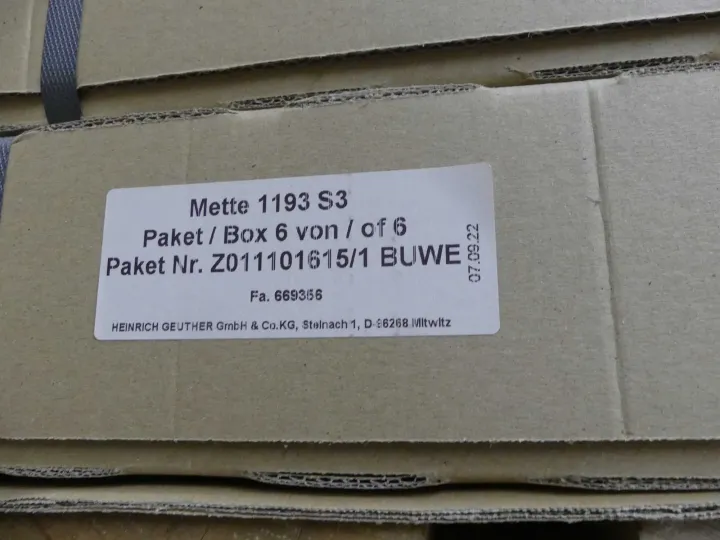 Mette 1193 S3
Paket / Box 6 von / of 6
Paket Nr. Z011101615/1 BUWE
07.09.22
Fa. 669356
HEINRICH GEUTHER GmbH & Co.KG, Steinach 1, D-96268 Mitwitz